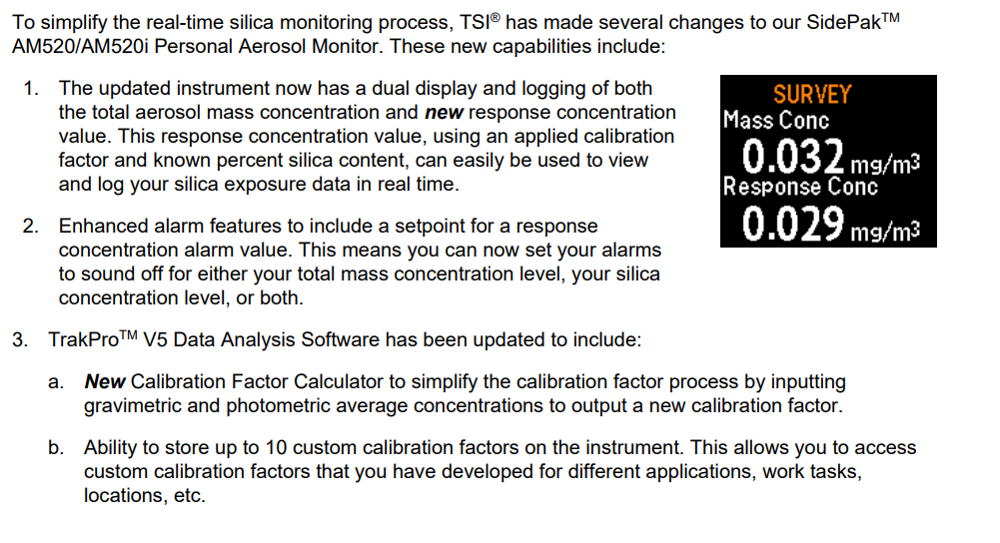 To simplify the real-time silica monitoring process, TSI® has made several changes to our SidePak™
AM520/AM520i Personal Aerosol Monitor. These new capabilities include:
1. The updated instrument now has a dual display and logging of both
the total aerosol mass concentration and new response concentration
value. This response concentration value, using an applied calibration
factor and known percent silica content, can easily be used to view
and log your silica exposure data in real time.
SURVEY
Mass Conc
0.032 mg/m³
Response Conc
0.029 mg/m³
2. Enhanced alarm features to include a setpoint for a response
concentration alarm value. This means you can now set your alarms
to sound off for either your total mass concentration level, your silica
concentration level, or both.
3. TrakPro™ V5 Data Analysis Software has been updated to include:
a. New Calibration Factor Calculator to simplify the calibration factor process by inputting
gravimetric and photometric average concentrations to output a new calibration factor.
b. Ability to store up to 10 custom calibration factors on the instrument. This allows you to access
custom calibration factors that you have developed for different applications, work tasks,
locations, etc.